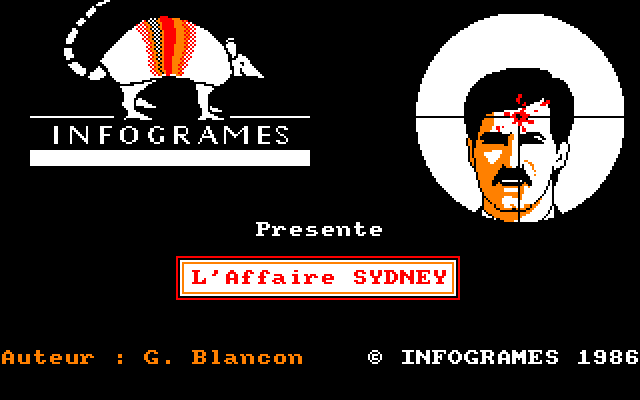 INFOGRAMES
Presente
L'Affaire SYDNEY
Auteur : G. Blancon © INFOGRAMES 1986